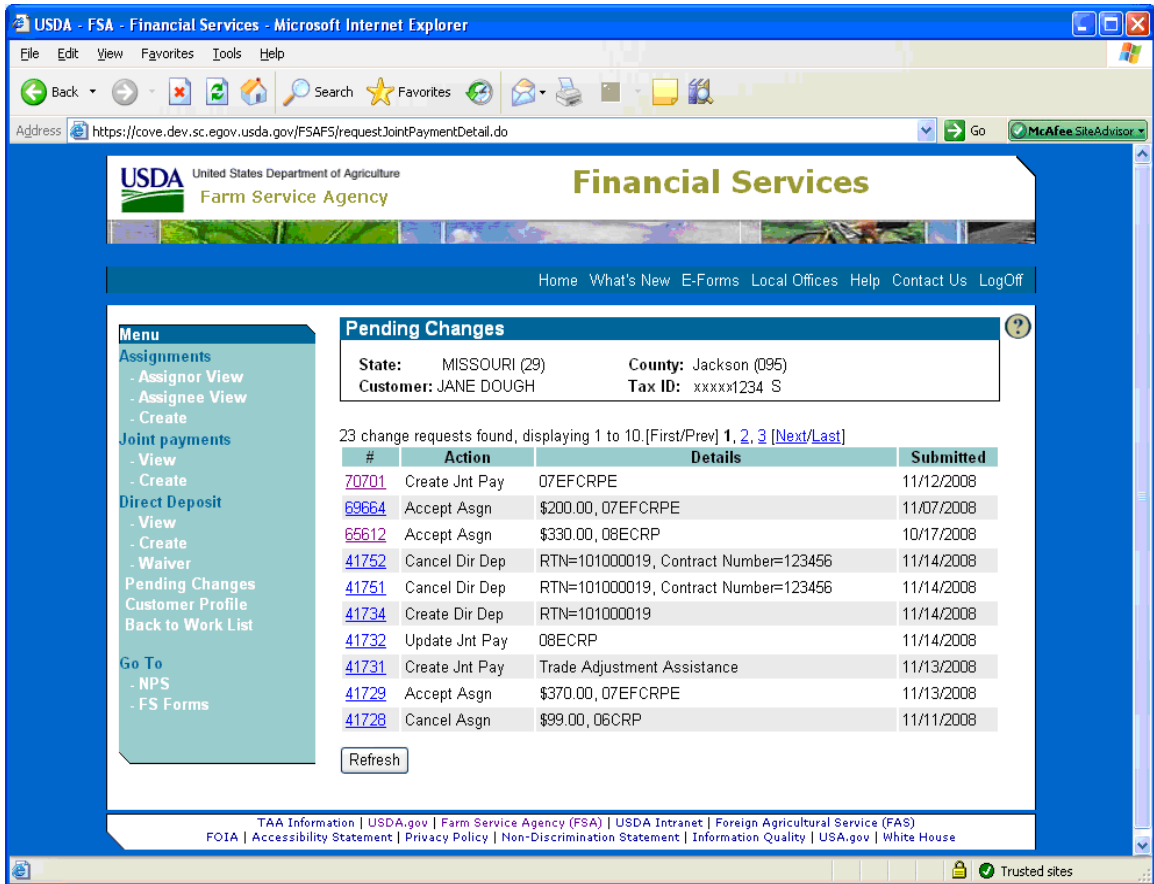 USDA - FSA - Financial Services - Microsoft Internet Explorer
File Edit View Favorites Tools Help
Back Search Favorites
Address https://cove.dev.sc.egov.usda.gov/FSAFS/requestJointPaymentDetail.do Go McAfee SiteAdvisor
USDA United States Department of Agriculture
Farm Service Agency
Financial Services
Home What's New E-Forms Local Offices Help Contact Us LogOff
Menu
Assignments
- Assignor View
- Assignee View
- Create
Joint payments
- View
- Create
Direct Deposit
- View
- Create
- Waiver
Pending Changes
Customer Profile
Back to Work List
Go To
- NPS
- FS Forms
Pending Changes ?
State: MISSOURI (29) County: Jackson (095)
Customer: JANE DOUGH Tax ID: xxxxx1234 S
23 change requests found, displaying 1 to 10.[First/Prev] 1, 2, 3 [Next/Last]
# Action Details Submitted
70701 Create Jnt Pay 07EFCRPE 11/12/2008
69664 Accept Asgn $200.00, 07EFCRPE 11/07/2008
65612 Accept Asgn $330.00, 08ECRP 10/17/2008
41752 Cancel Dir Dep RTN=101000019, Contract Number=123456 11/14/2008
41751 Cancel Dir Dep RTN=101000019, Contract Number=123456 11/14/2008
41734 Create Dir Dep RTN=101000019 11/14/2008
41732 Update Jnt Pay 08ECRP 11/14/2008
41731 Create Jnt Pay Trade Adjustment Assistance 11/13/2008
41729 Accept Asgn $370.00, 07EFCRPE 11/13/2008
41728 Cancel Asgn $99.00, 06CRP 11/11/2008
Refresh
TAA Information | USDA.gov | Farm Service Agency (FSA) | USDA Intranet | Foreign Agricultural Service (FAS)
FOIA | Accessibility Statement | Privacy Policy | Non-Discrimination Statement | Information Quality | USA.gov | White House
Trusted sites